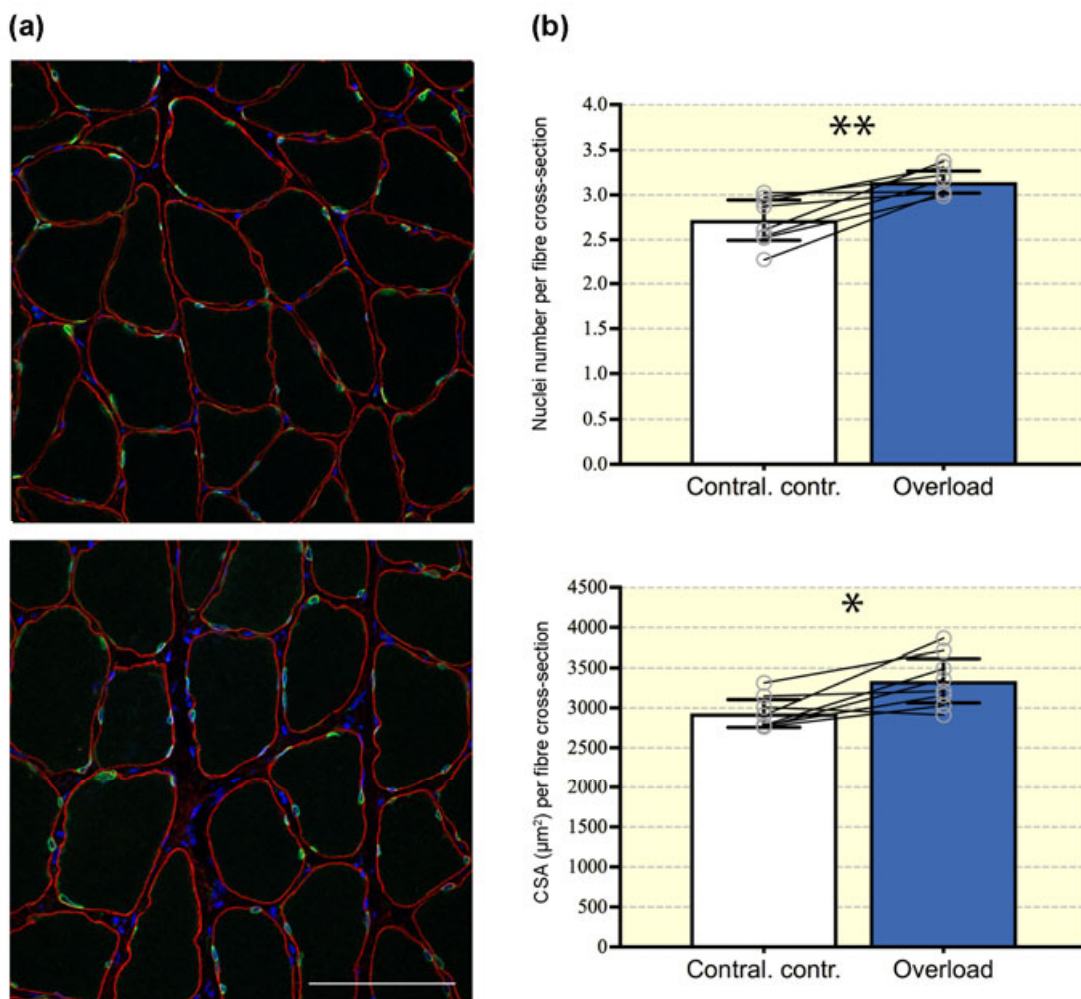 (a)
(b)
Nuclei number per fibre cross-section
4.0
3.5
3.0
2.5
2.0
1.5
1.0
0.5
0.0
**
Contral. contr.
Overload
CSA (µm²) per fibre cross-section
4500
4000
3500
3000
2500
2000
1500
1000
500
0
*
Contral. contr.
Overload